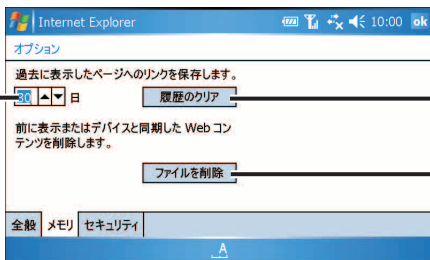 Internet Explorer 10:00 ok
オプション
過去に表示したページへのリンクを保存します。
30 日 履歴のクリア
前に表示またはデバイスと同期した Web コン
テンツを削除します。
ファイルを削除
全般 メモリ セキュリティ
A